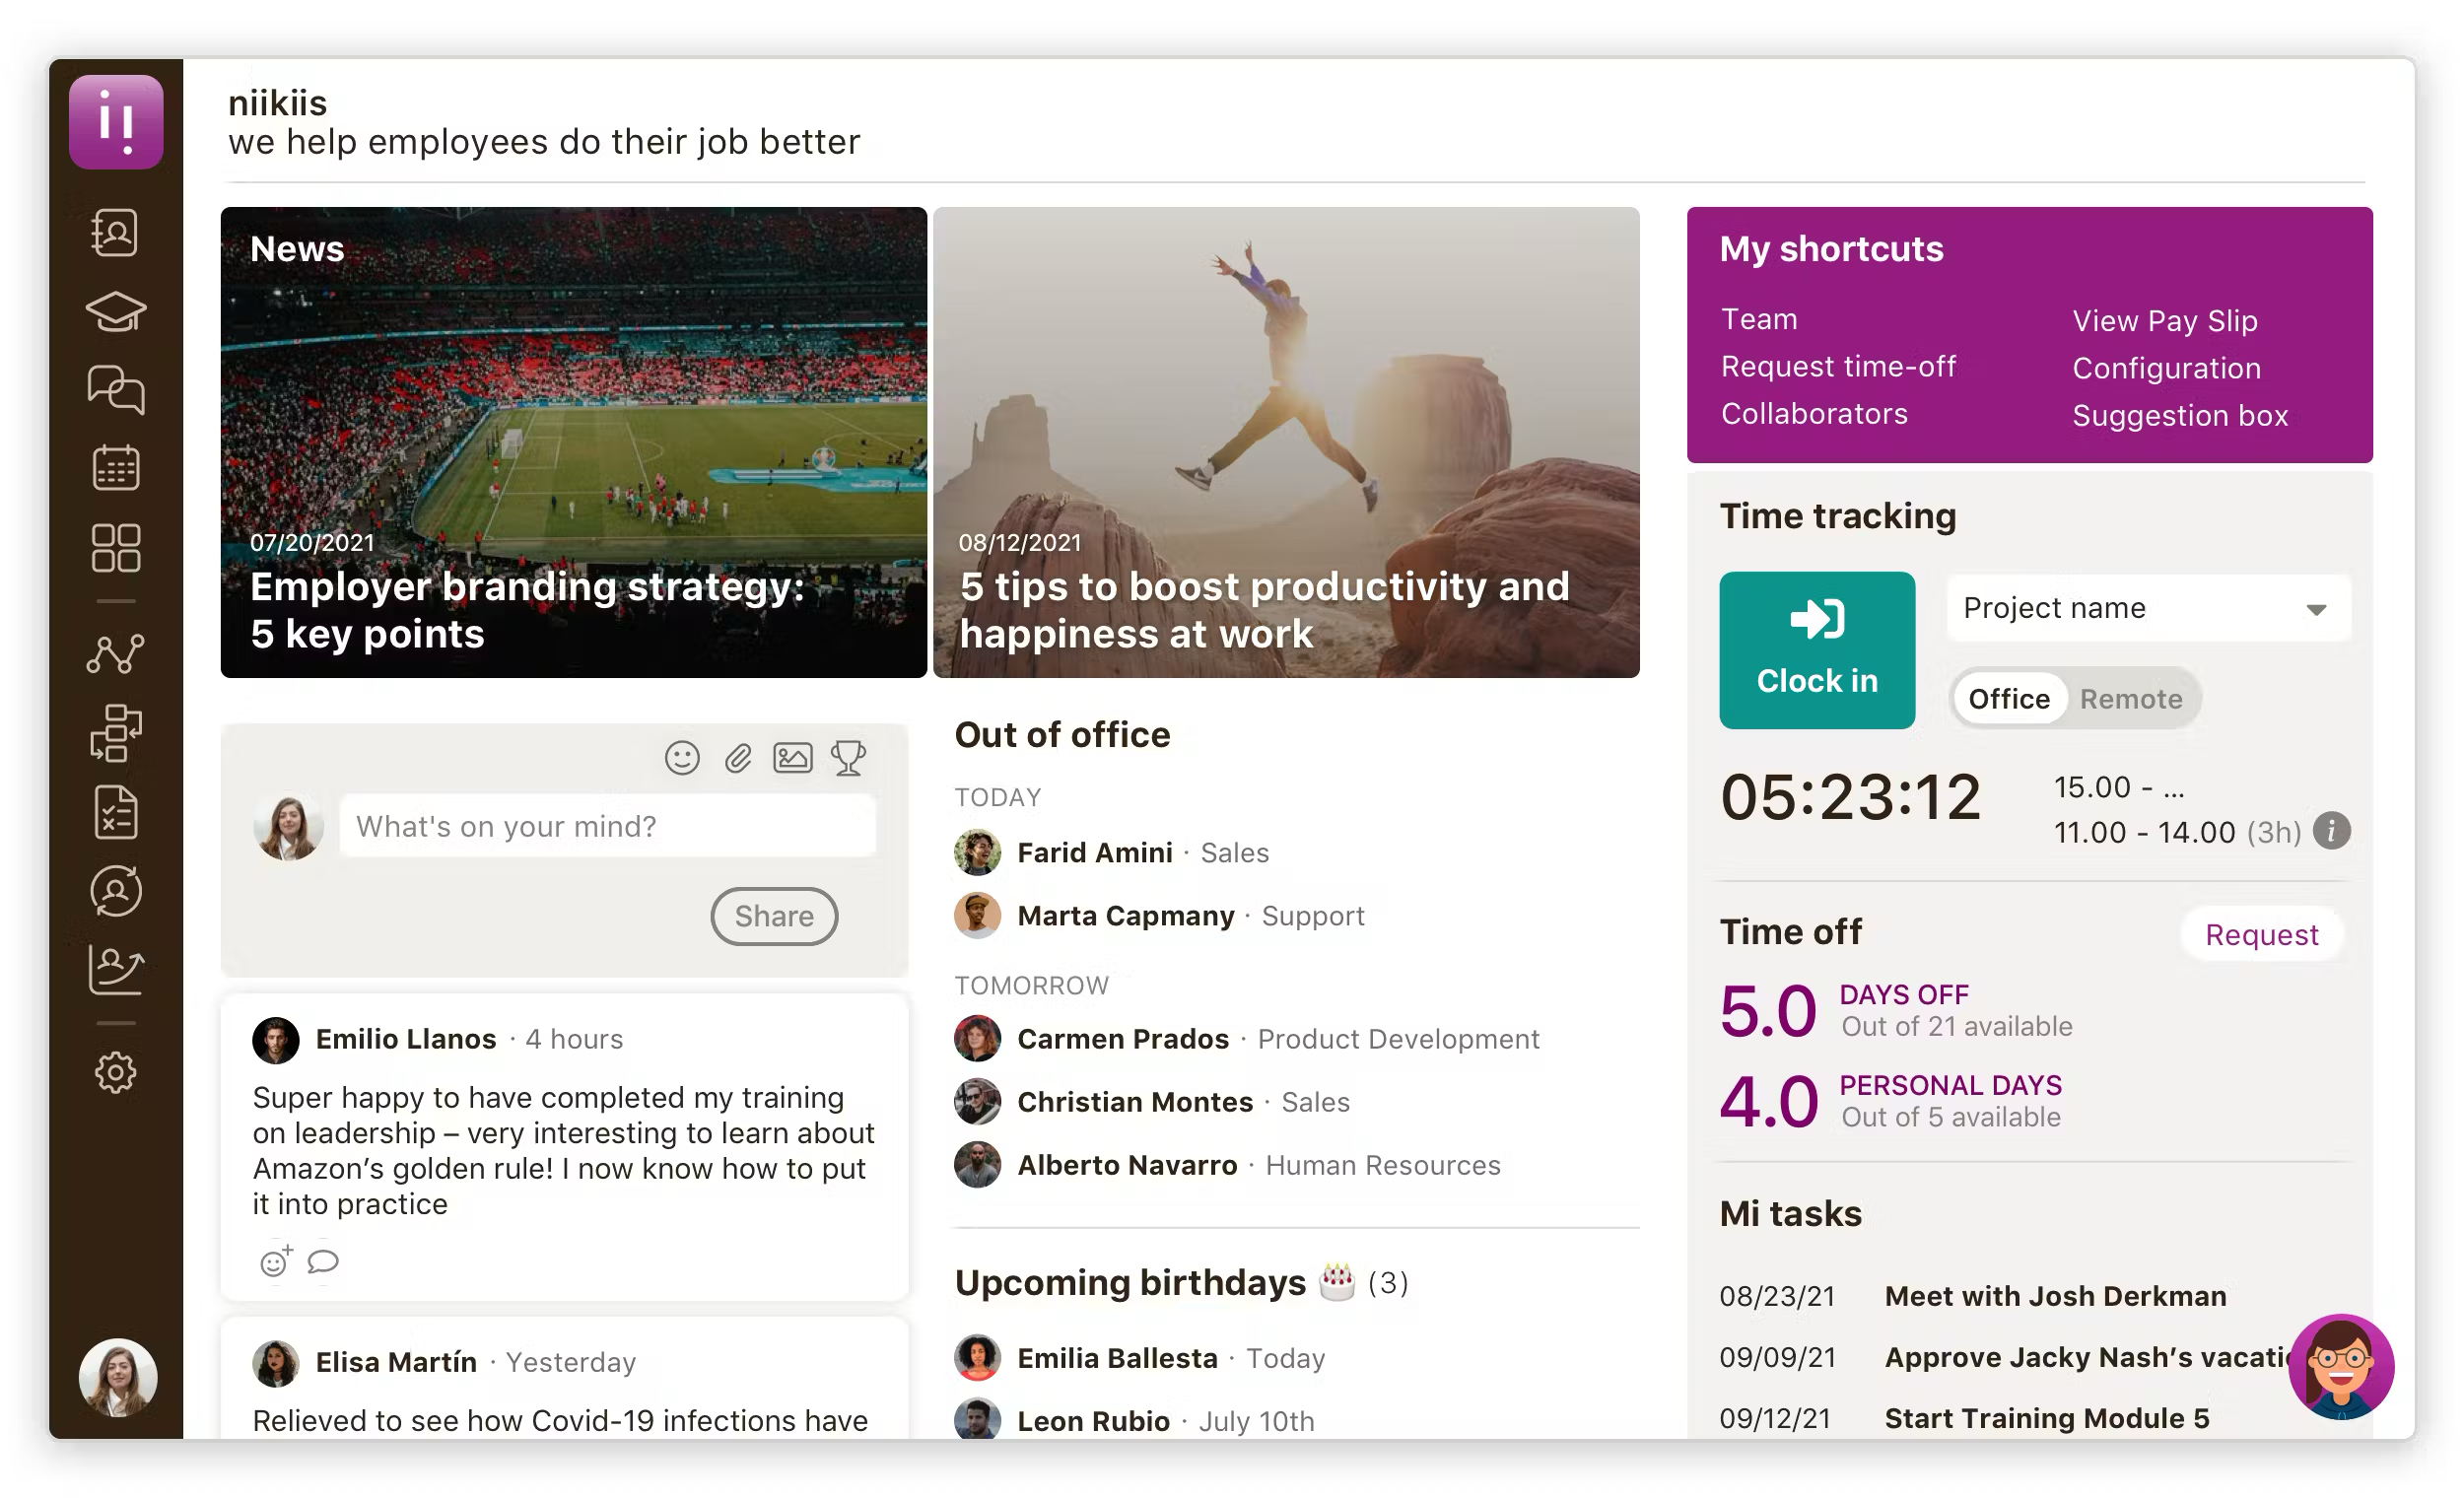 niikiis
we help employees do their job better
News
07/20/2021
Employer branding strategy:
5 key points
08/12/2021
5 tips to boost productivity and
happiness at work
What's on your mind?
Share
Emilio Llanos · 4 hours
Super happy to have completed my training
on leadership – very interesting to learn about
Amazon’s golden rule! I now know how to put
it into practice
Elisa Martín · Yesterday
Relieved to see how Covid-19 infections have
Out of office
TODAY
Farid Amini · Sales
Marta Capmany · Support
TOMORROW
Carmen Prados · Product Development
Christian Montes · Sales
Alberto Navarro · Human Resources
Upcoming birthdays 🎂 (3)
Emilia Ballesta · Today
Leon Rubio · July 10th
My shortcuts
Team
Request time-off
Collaborators
View Pay Slip
Configuration
Suggestion box
Time tracking
Clock in
Project name
Office Remote
05:23:12
15.00 - ...
11.00 - 14.00 (3h)
Time off
Request
5.0 DAYS OFF
Out of 21 available
4.0 PERSONAL DAYS
Out of 5 available
Mi tasks
08/23/21 Meet with Josh Derkman
09/09/21 Approve Jacky Nash’s
09/12/21 Start Training Module 5